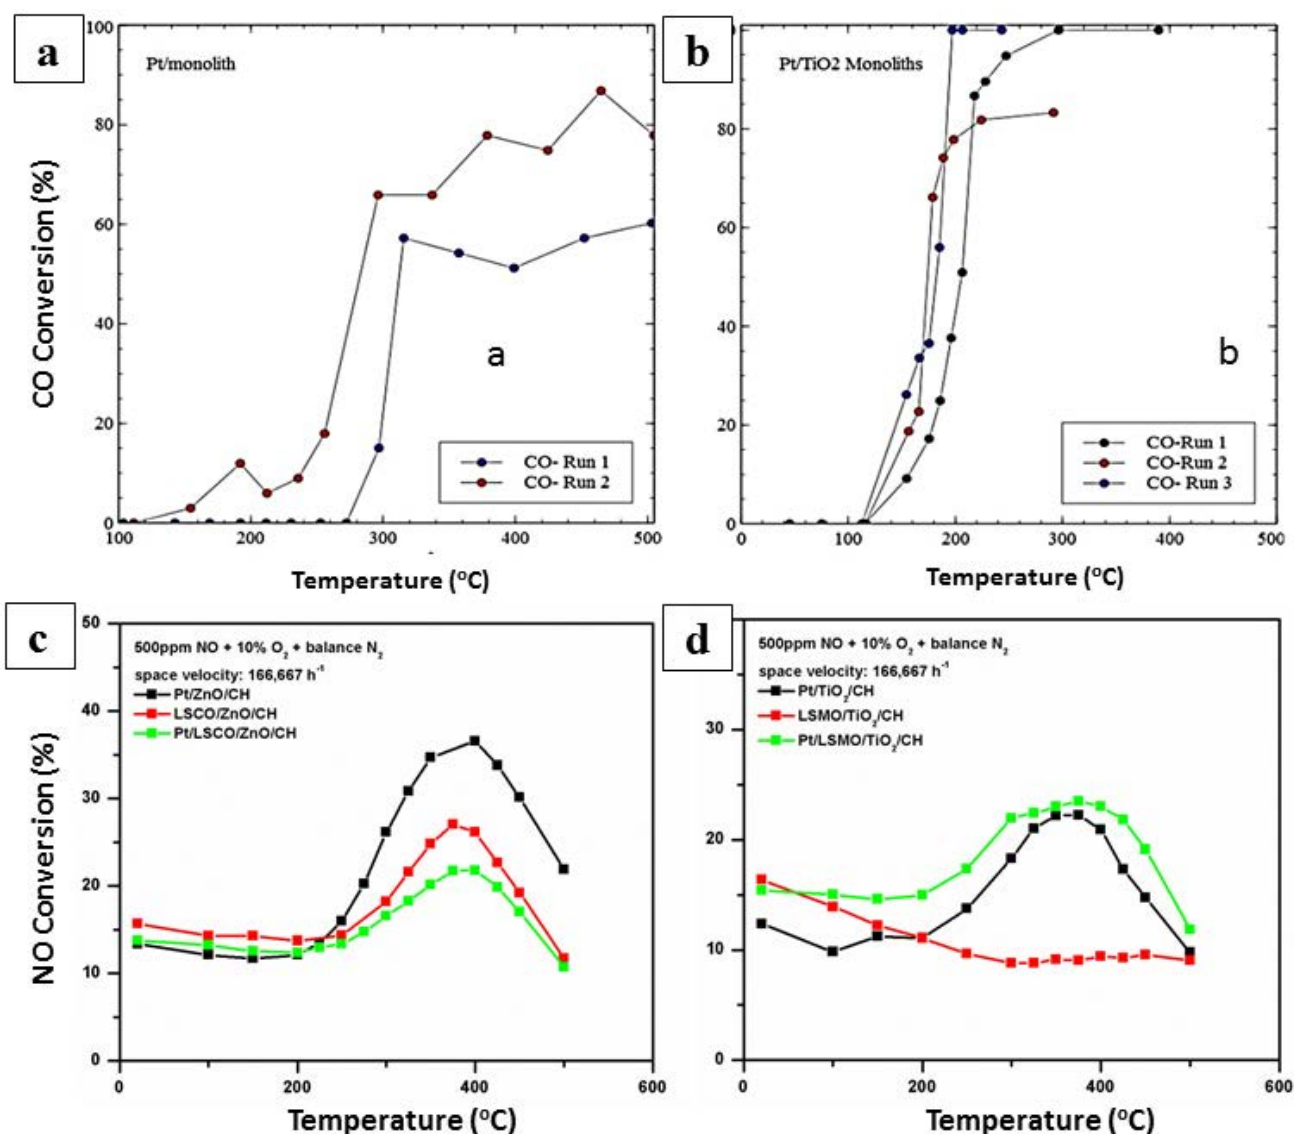 a
Pt/monolith
CO Conversion (%)
100
80
60
40
20
0
a
CO- Run 1
CO- Run 2
100
200
300
400
500
Temperature (°C)
b
Pt/TiO2 Monoliths
80
60
40
20
0
b
CO-Run 1
CO-Run 2
CO- Run 3
0
100
200
300
400
500
Temperature (°C)
c
500ppm NO + 10% O₂ + balance N₂
space velocity: 166,667 h⁻¹
Pt/ZnO/CH
LSCO/ZnO/CH
Pt/LSCO/ZnO/CH
NO Conversion (%)
50
40
30
20
10
0
0
200
400
600
Temperature (°C)
d
500ppm NO + 10% O₂ + balance N₂
space velocity: 166,667 h⁻¹
Pt/TiO₂/CH
LSMO/TiO₂/CH
Pt/LSMO/TiO₂/CH
30
20
10
0
0
200
400
600
Temperature (°C)